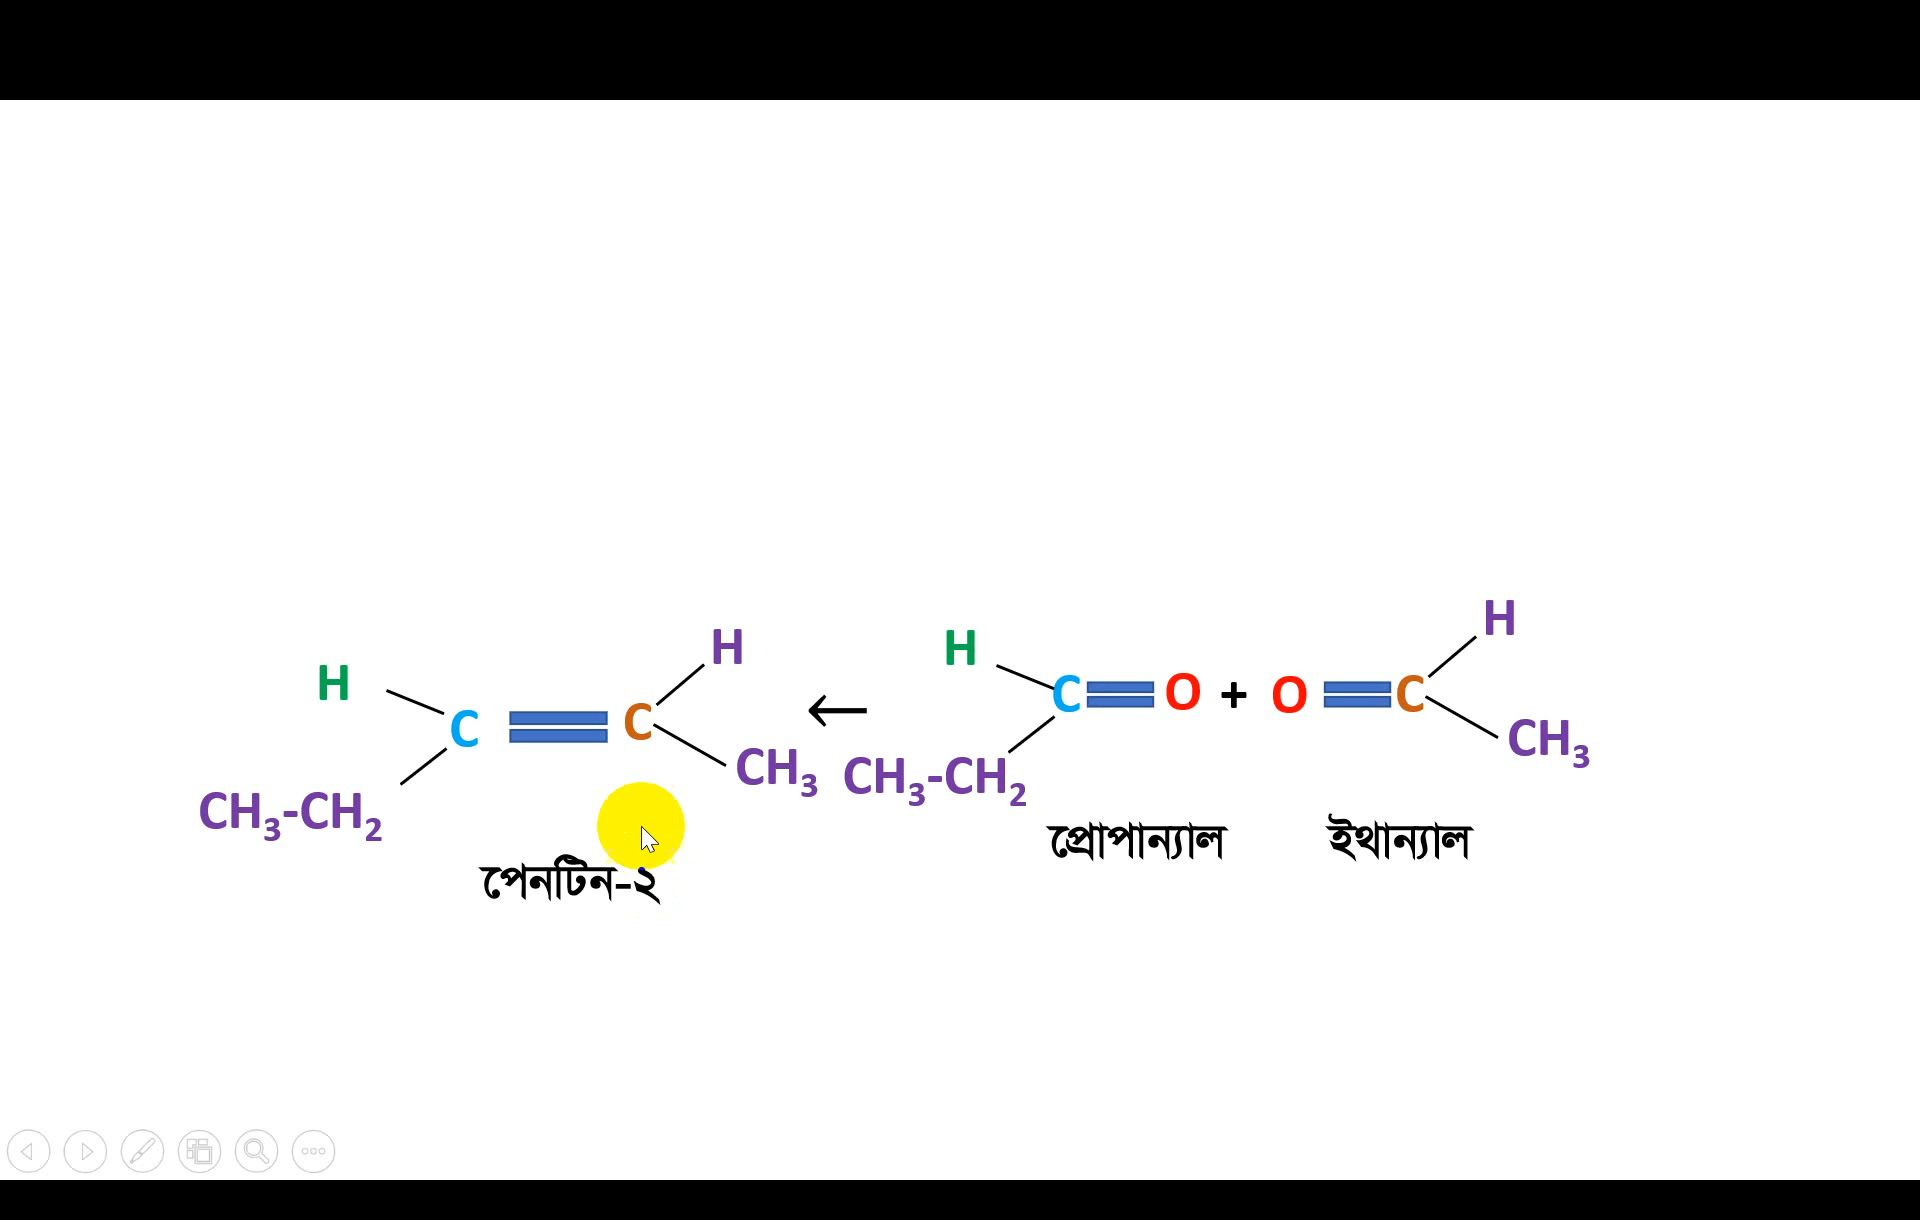 H
C = C
H
CH₃-CH₂
CH₃
পেনটিন-২
←
H
C = O + O = C
H
CH₃-CH₂
CH₃
প্রোপান্যাল
ইথান্যাল